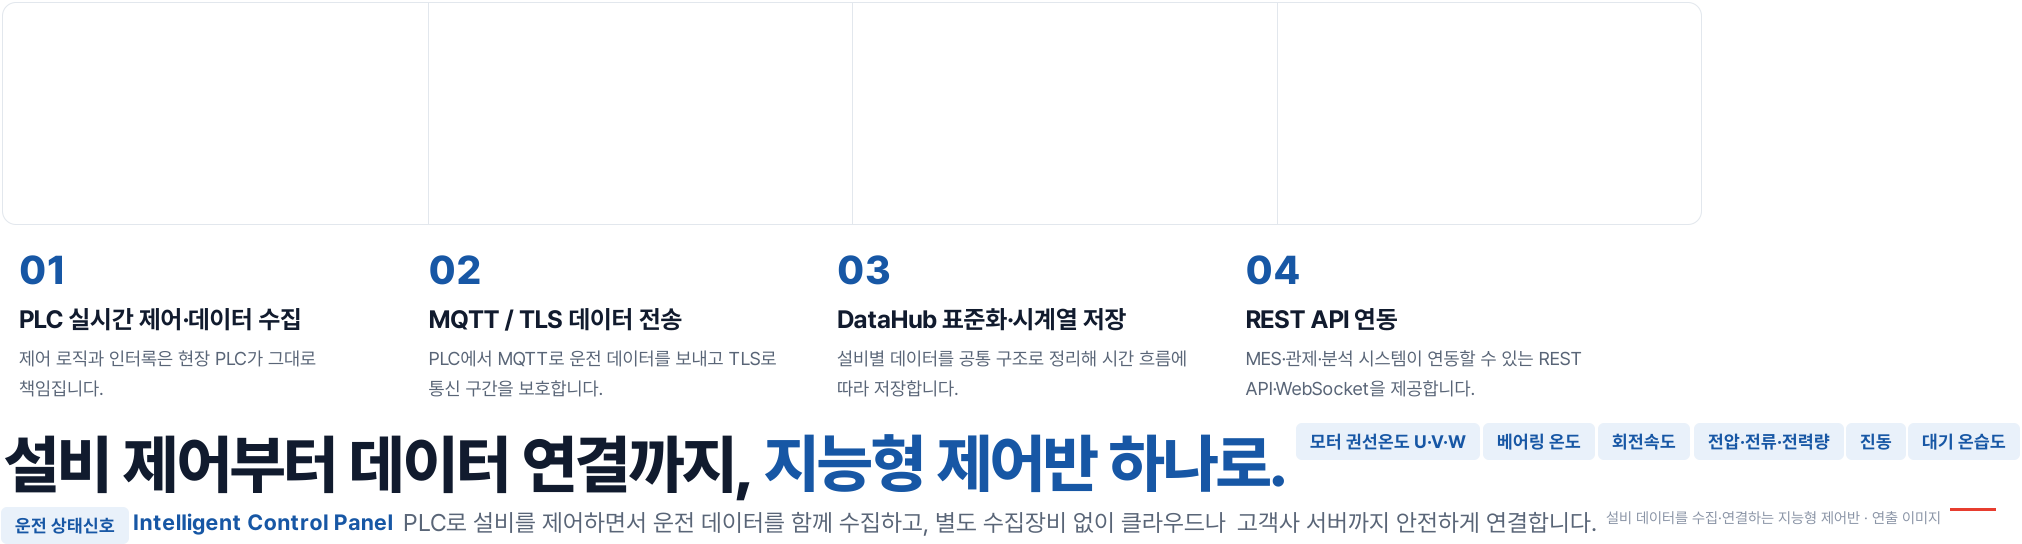 01
PLC 실시간 제어·데이터 수집
제어 로직과 인터록은 현장 PLC가 그대로
책임집니다.
02
MQTT / TLS 데이터 전송
PLC에서 MQTT로 운전 데이터를 보내고 TLS로
통신 구간을 보호합니다.
03
DataHub 표준화·시계열 저장
설비별 데이터를 공통 구조로 정리해 시간 흐름에
따라 저장합니다.
04
REST API 연동
MES·관제·분석 시스템이 연동할 수 있는 REST
API·WebSocket을 제공합니다.
설비 제어부터 데이터 연결까지, 지능형 제어반 하나로.
모터 권선온도 U·V·W
베어링 온도
회전속도
전압·전류·전력량
진동
대기 온습도
운전 상태신호
Intelligent Control Panel
PLC로 설비를 제어하면서 운전 데이터를 함께 수집하고, 별도 수집장비 없이 클라우드나 고객사 서버까지 안전하게 연결합니다.
설비 데이터를 수집·연결하는 지능형 제어반 · 연출 이미지